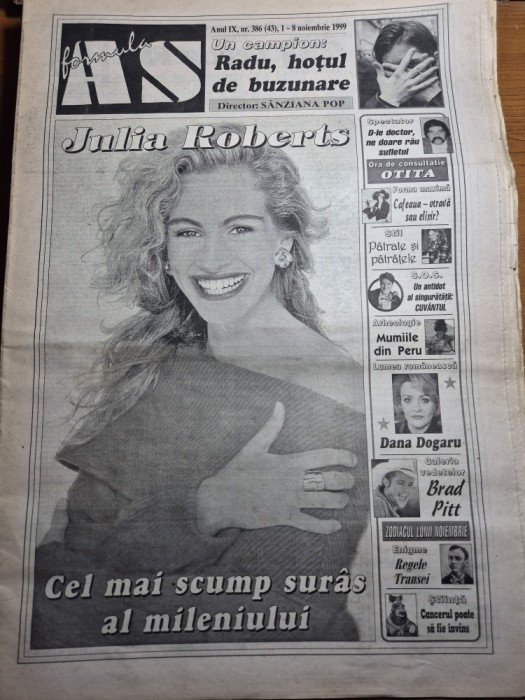 formula
AS
Anul IX, nr. 386 (43), 1 - 8 noiembrie 1999
Un campion:
Radu, hoţul
de buzunare
Director: SÂNZIANA POP
Julia Roberts
Cel mai scump surâs
al mileniului
Spectator
D-le doctor,
ne doare rău
sufletul
Ora de consultatie
OTITA
Forma maximă
Cafeaua - otravă
sau elixir?
Stil
Pătrate şi
pătrăţele
S.O.S.
Un antidot
al singurătăţii:
CUVÂNTUL
Arheologie
Mumiile
din Peru
Lumea românească
Dana Dogaru
Galeria
vedetelor
Brad
Pitt
ZODIACUL LUNII NOIEMBRIE
Enigme
Regele
Transei
Ştiinţă
Cancerul poate
să fie învins